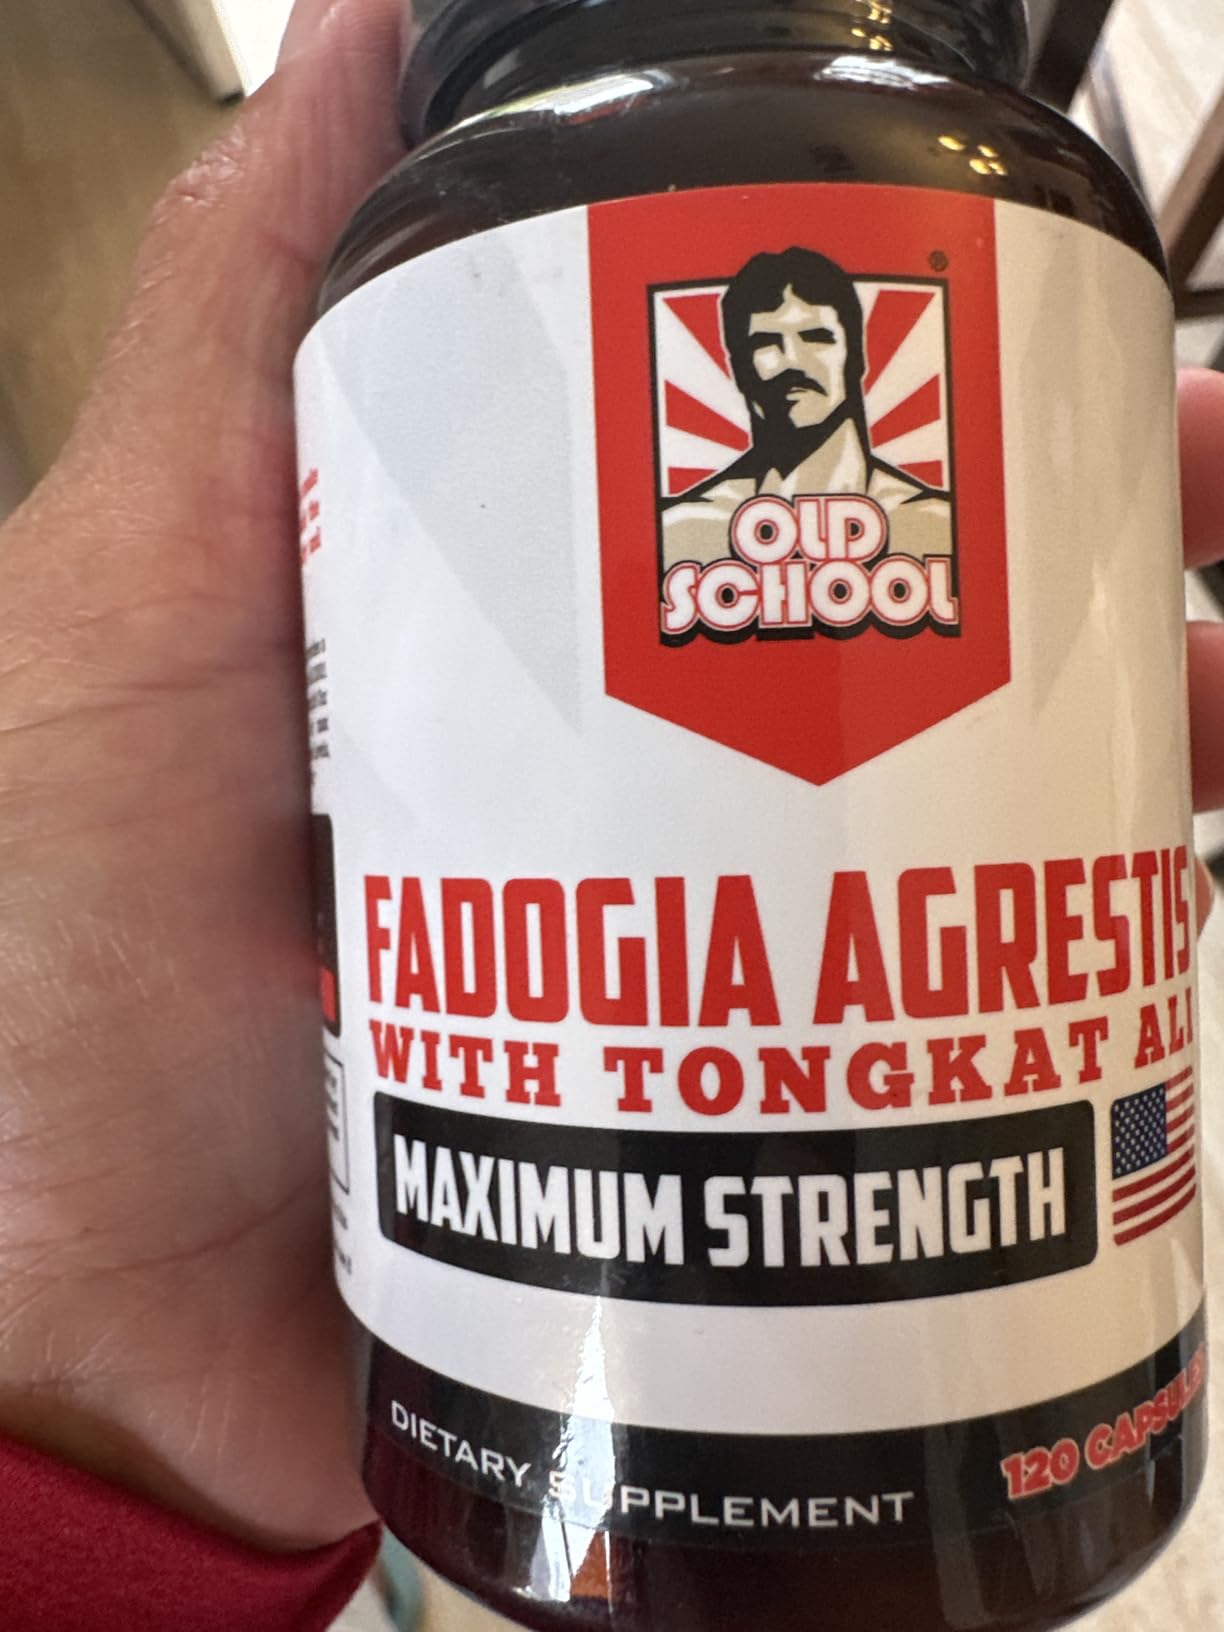 ®
OLD
SCHOOL
FADOGIA AGRESTIS
WITH TONGKAT ALI
MAXIMUM STRENGTH
DIETARY SUPPLEMENT
120 CAPSULES